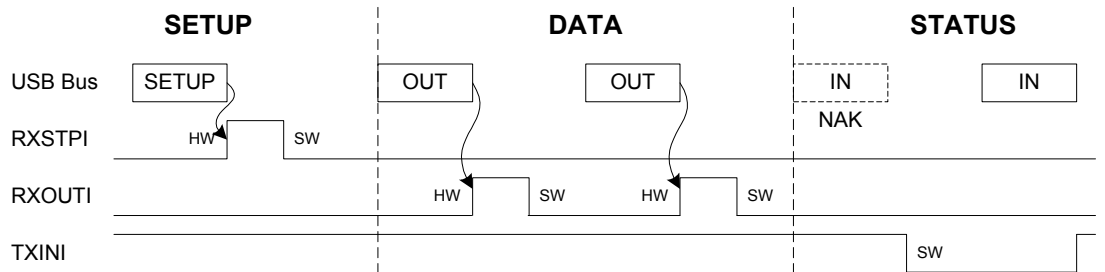 SETUP DATA STATUS
USB Bus SETUP OUT OUT IN IN
NAK
RXSTPI HW SW
RXOUTI HW SW HW SW
TXINI SW